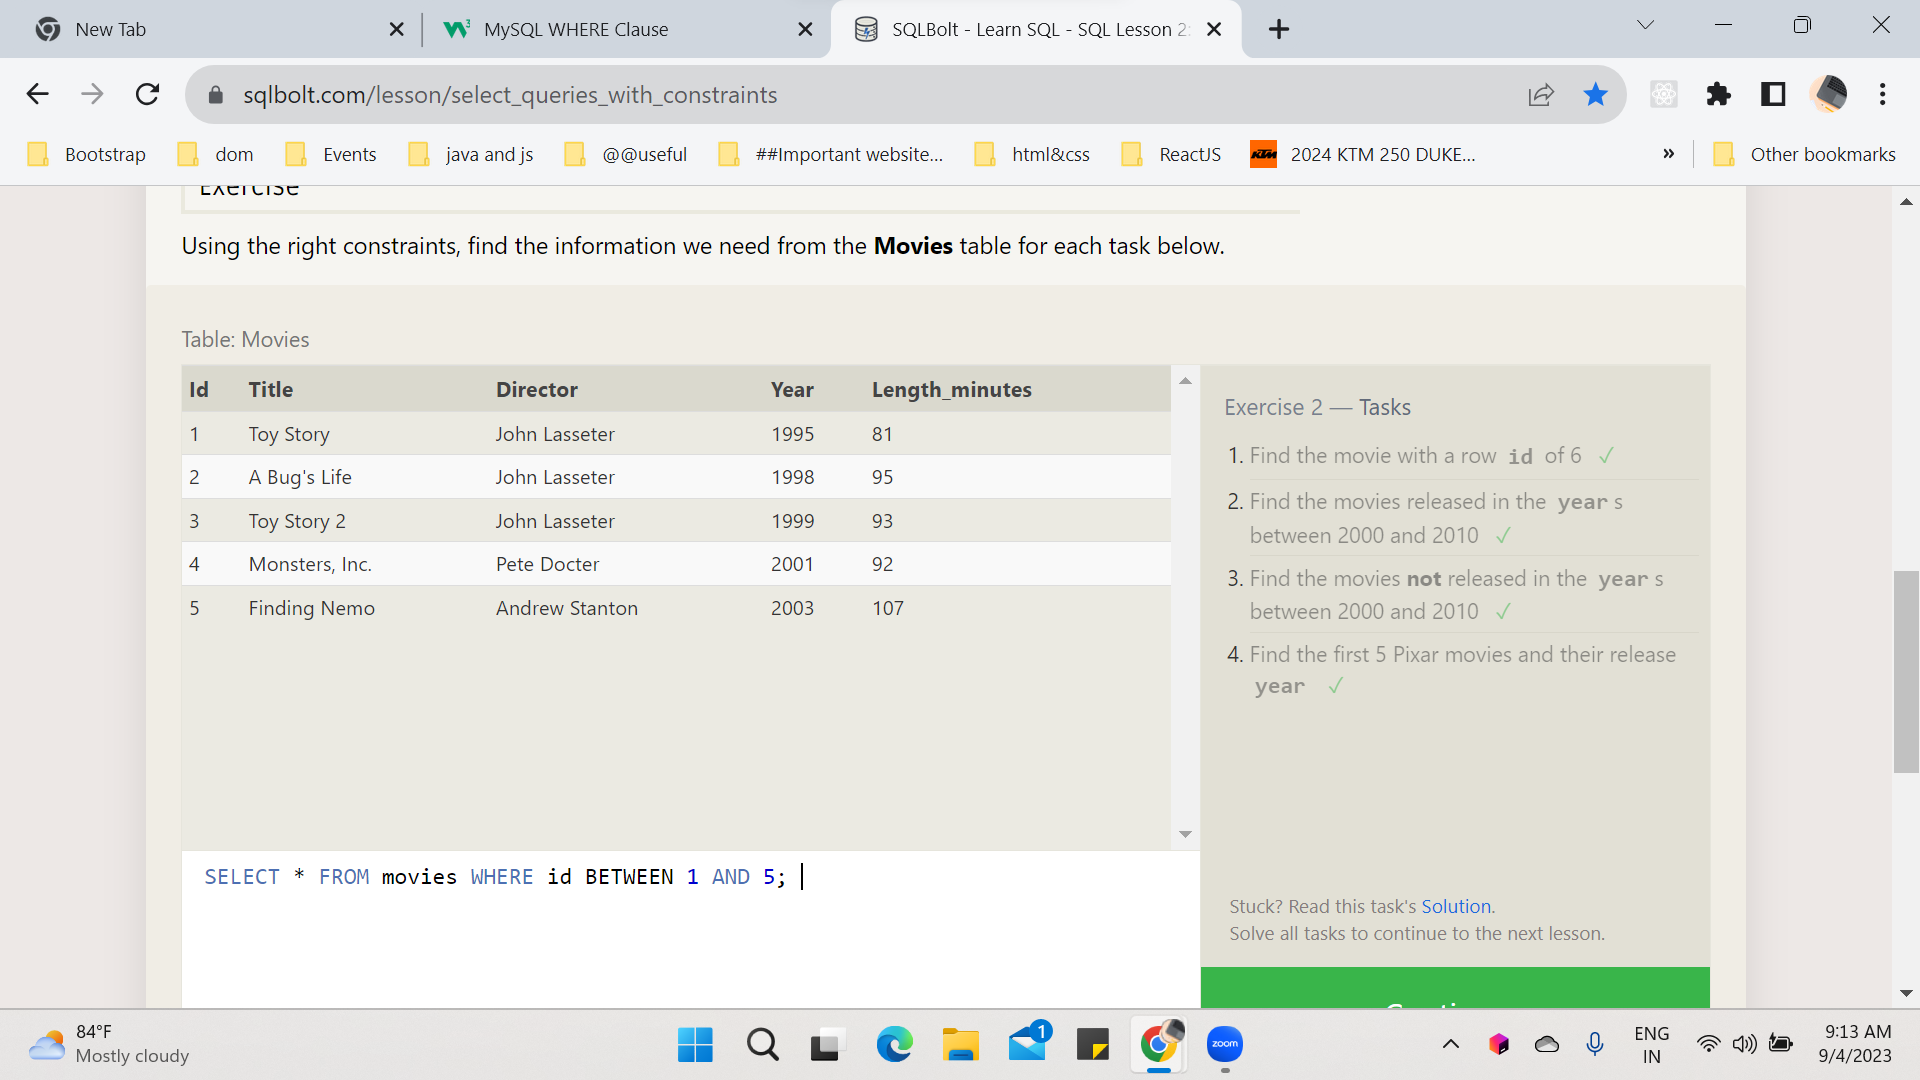 New Tab
MySQL WHERE Clause
SQLBolt - Learn SQL - SQL Lesson 2:
sqlbolt.com/lesson/select_queries_with_constraints
Bootstrap
dom
Events
java and js
@@useful
##Important website...
html&css
ReactJS
KTM
2024 KTM 250 DUKE...
»
Other bookmarks
Exercise
Using the right constraints, find the information we need from the Movies table for each task below.
Table: Movies
Id Title Director Year Length_minutes
1 Toy Story John Lasseter 1995 81
2 A Bug's Life John Lasseter 1998 95
3 Toy Story 2 John Lasseter 1999 93
4 Monsters, Inc. Pete Docter 2001 92
5 Finding Nemo Andrew Stanton 2003 107
SELECT * FROM movies WHERE id BETWEEN 1 AND 5;
Exercise 2 — Tasks
1. Find the movie with a row id of 6 ✓
2. Find the movies released in the year s
between 2000 and 2010 ✓
3. Find the movies not released in the year s
between 2000 and 2010 ✓
4. Find the first 5 Pixar movies and their release
year ✓
Stuck? Read this task's Solution.
Solve all tasks to continue to the next lesson.
84°F
Mostly cloudy
1
zoom
ENG
IN
9:13 AM
9/4/2023